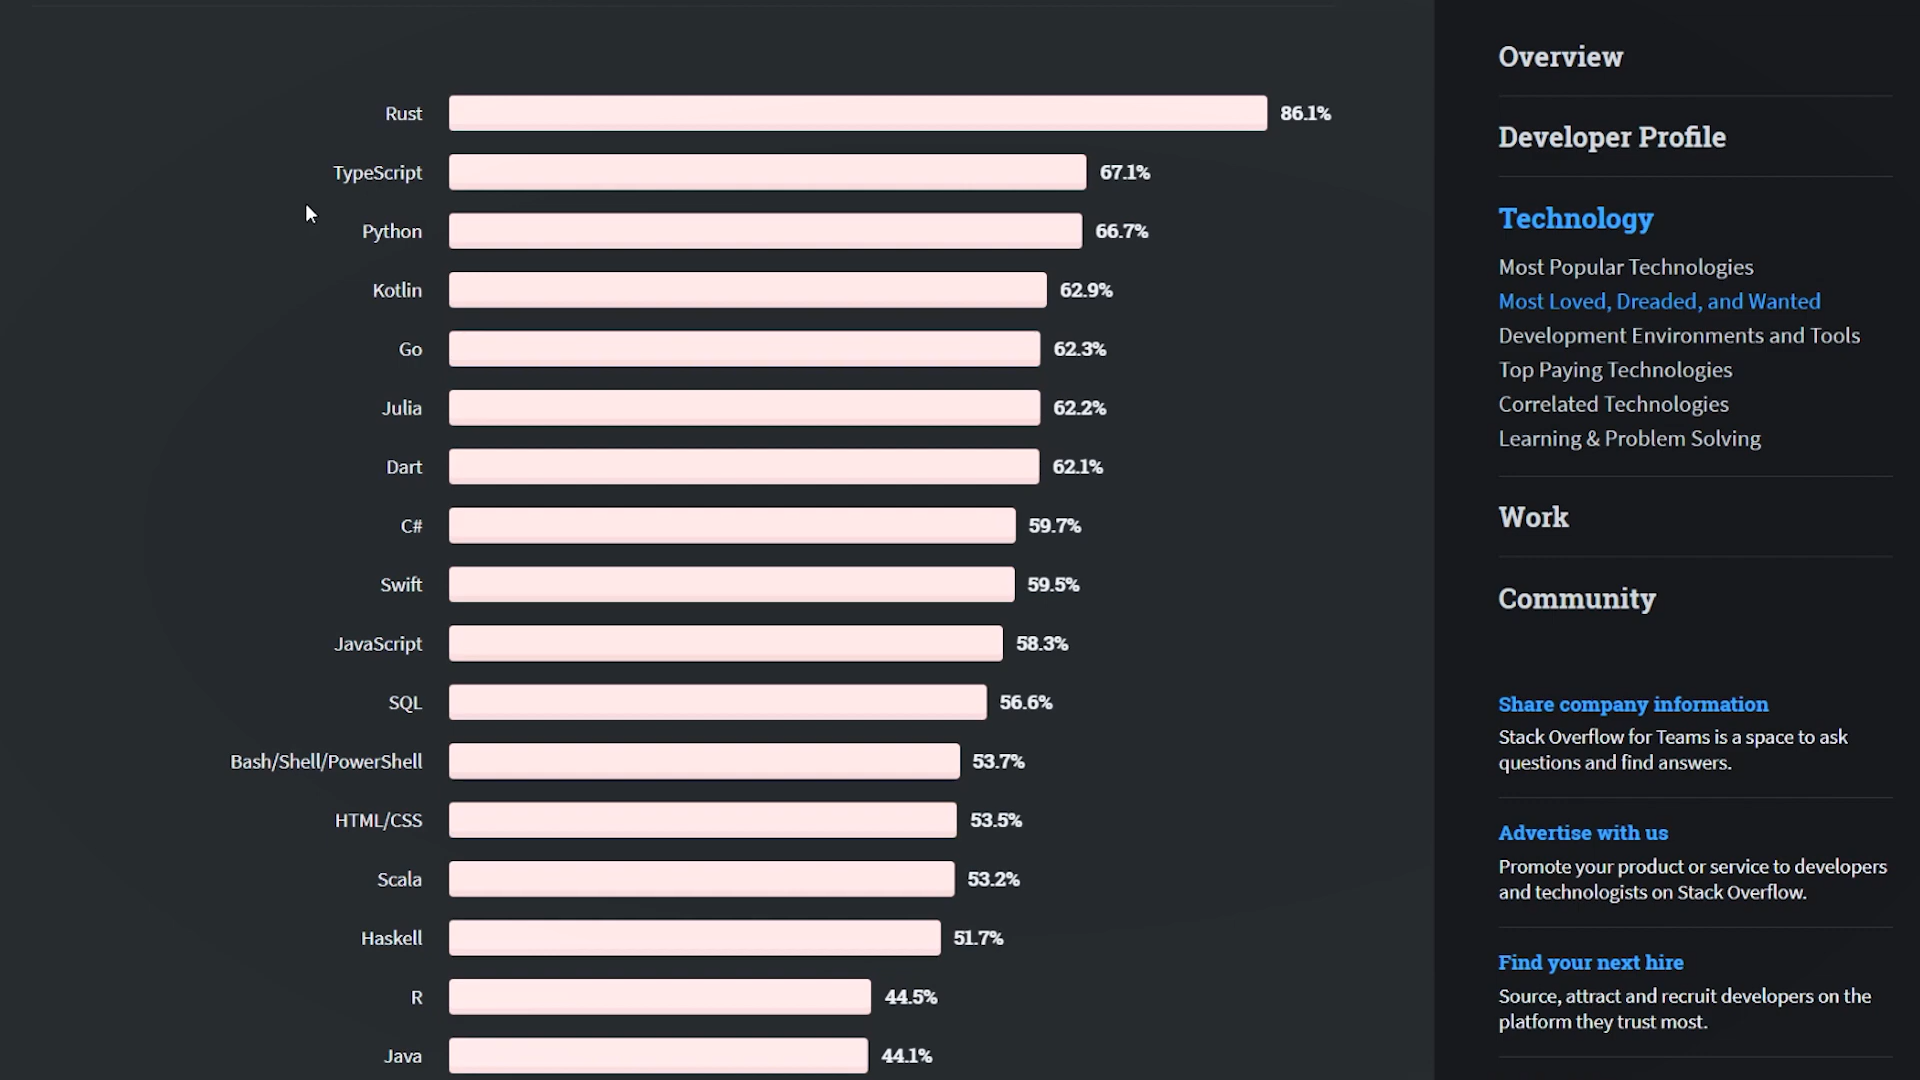 Rust 86.1%
TypeScript 67.1%
Python 66.7%
Kotlin 62.9%
Go 62.3%
Julia 62.2%
Dart 62.1%
C# 59.7%
Swift 59.5%
JavaScript 58.3%
SQL 56.6%
Bash/Shell/PowerShell 53.7%
HTML/CSS 53.5%
Scala 53.2%
Haskell 51.7%
R 44.5%
Java 44.1%
Overview
Developer Profile
Technology
Most Popular Technologies
Most Loved, Dreaded, and Wanted
Development Environments and Tools
Top Paying Technologies
Correlated Technologies
Learning & Problem Solving
Work
Community
Share company information
Stack Overflow for Teams is a space to ask
questions and find answers.
Advertise with us
Promote your product or service to developers
and technologists on Stack Overflow.
Find your next hire
Source, attract and recruit developers on the
platform they trust most.